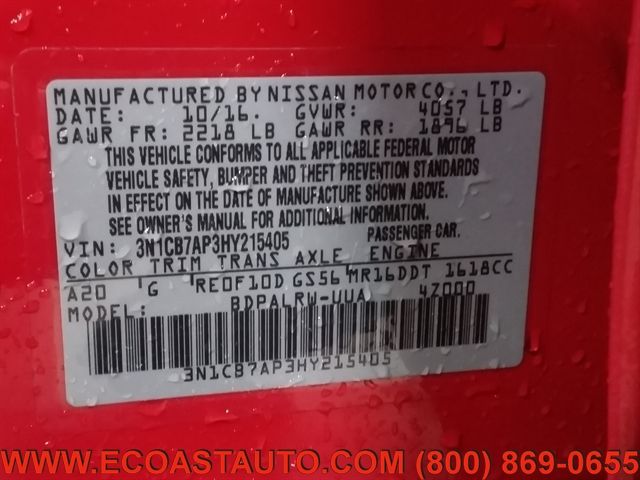 MANUFACTURED BY NISSAN MOTOR CO., LTD.
DATE: 10/16. GVWR: 4057 LB
GAWR FR: 2218 LB GAWR RR: 1896 LB
THIS VEHICLE CONFORMS TO ALL APPLICABLE FEDERAL MOTOR
VEHICLE SAFETY, BUMPER AND THEFT PREVENTION STANDARDS
IN EFFECT ON THE DATE OF MANUFACTURE SHOWN ABOVE.
SEE OWNER'S MANUAL FOR ADDITIONAL INFORMATION.
VIN: 3N1CB7AP3HY215405 PASSENGER CAR.
COLOR TRIM TRANS AXLE ENGINE
A20 G RE0F10D GS56 MR16DDT 1618CC
MODEL: BDPALRW-UUA 4Z000
3N1CB7AP3HY215405
WWW.ECOASTAUTO.COM (800) 869-0655